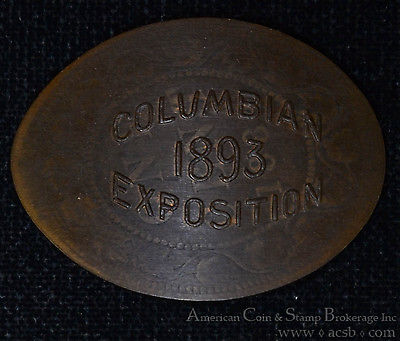 COLUMBIAN
1893
EXPOSITION
American Coin & Stamp Brokerage Inc
www.acsb.com